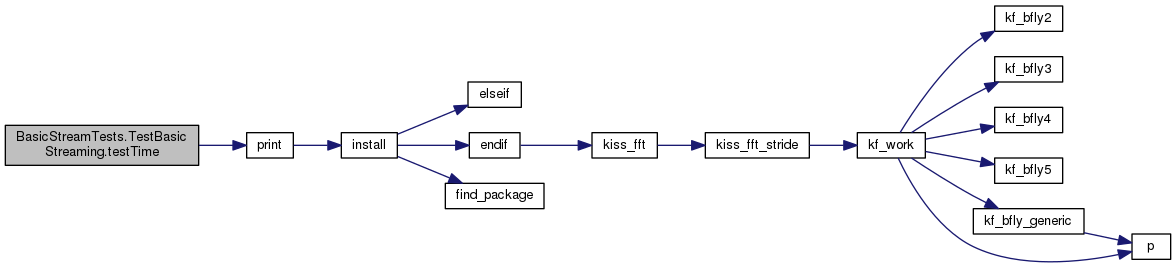 BasicStreamTests.TestBasic
Streaming.testTime
print
install
elseif
endif
find_package
kiss_fft
kiss_fft_stride
kf_work
kf_bfly2
kf_bfly3
kf_bfly4
kf_bfly5
kf_bfly_generic
p